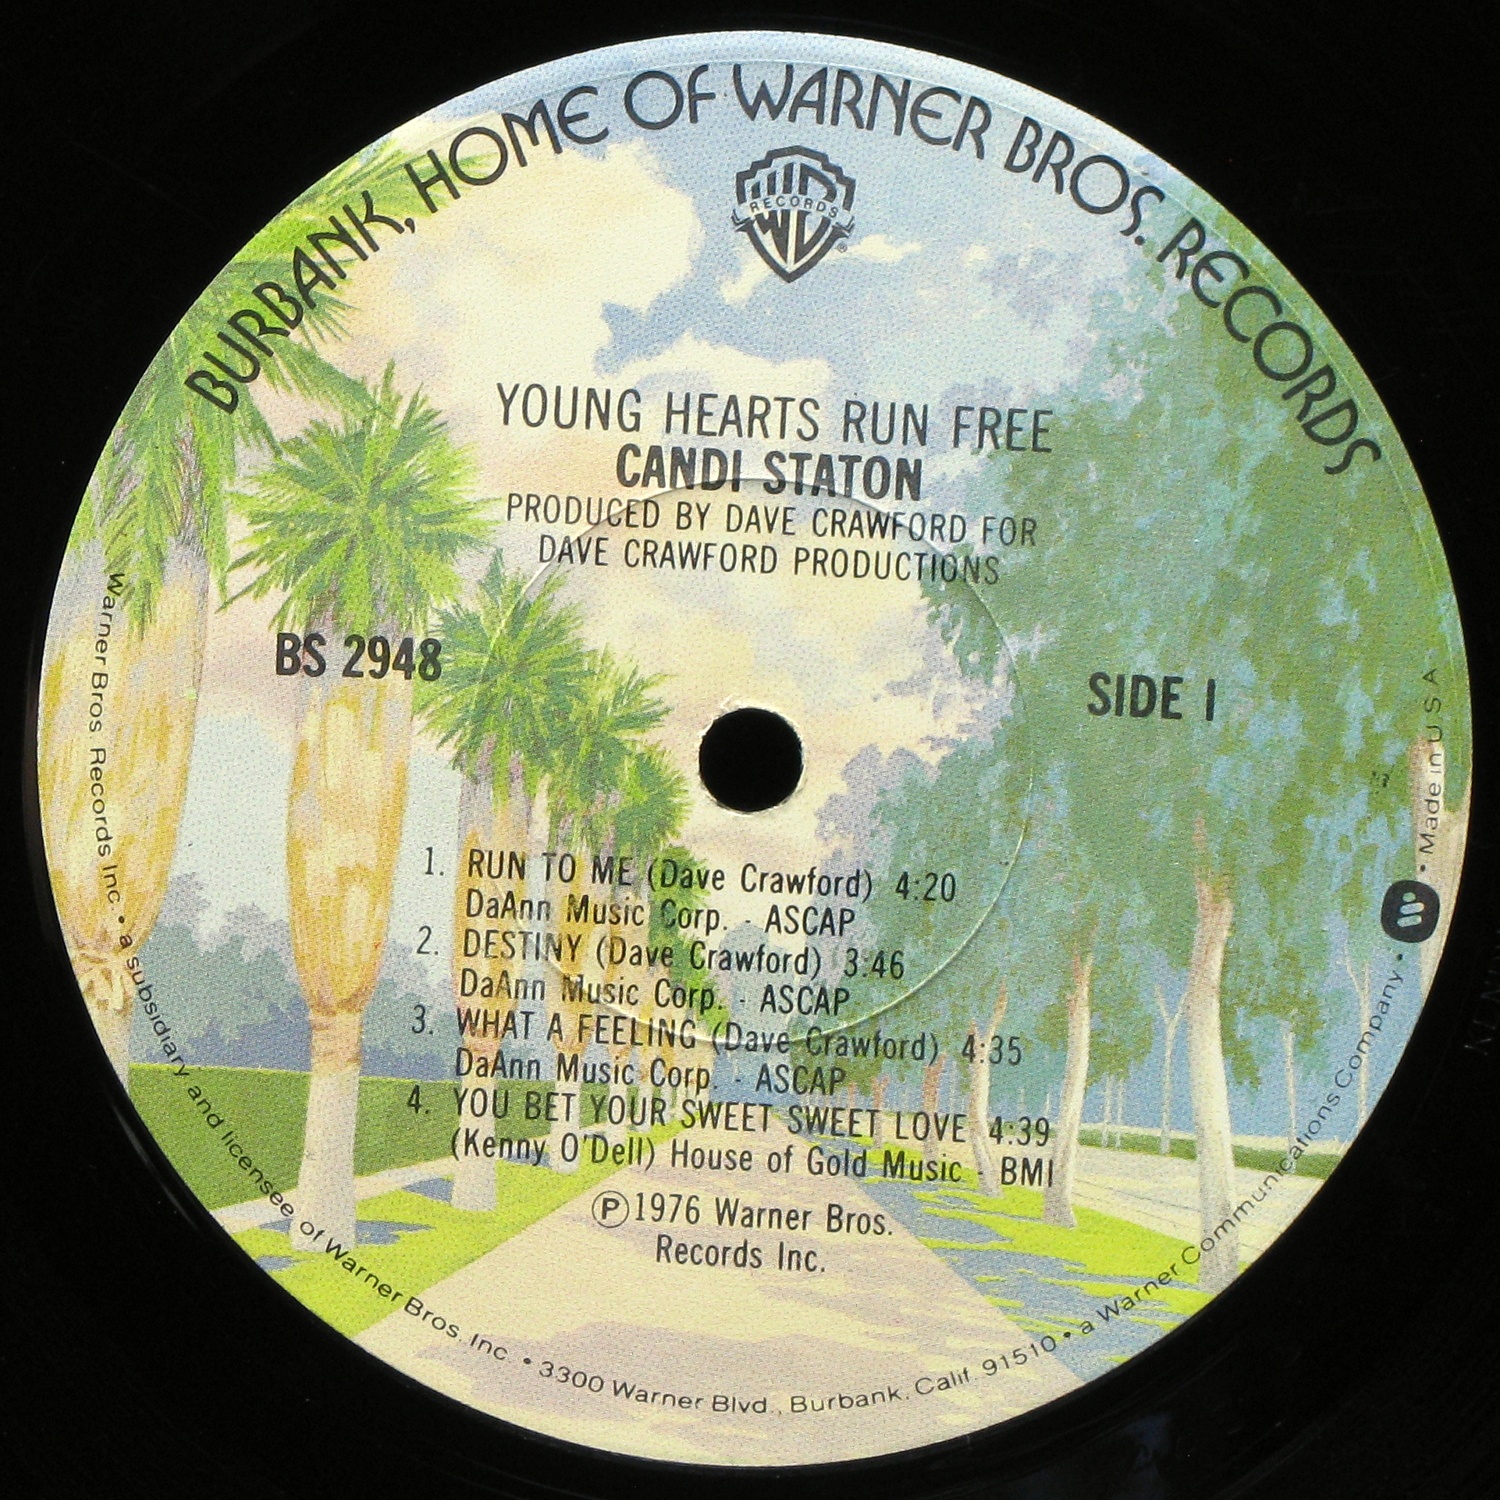 BURBANK, HOME OF WARNER BROS. RECORDS
WB
RECORDS
®
YOUNG HEARTS RUN FREE
CANDI STATON
PRODUCED BY DAVE CRAWFORD FOR
DAVE CRAWFORD PRODUCTIONS
BS 2948
SIDE 1
1. RUN TO ME (Dave Crawford) 4:20
DaAnn Music Corp. - ASCAP
2. DESTINY (Dave Crawford) 3:46
DaAnn Music Corp. - ASCAP
3. WHAT A FEELING (Dave Crawford) 4:35
DaAnn Music Corp. - ASCAP
4. YOU BET YOUR SWEET SWEET LOVE 4:39
(Kenny O'Dell) House of Gold Music - BMI
℗1976 Warner Bros.
Records Inc.
Warner Bros. Records Inc. • a subsidiary and licensee of Warner Bros. Inc. • 3300 Warner Blvd., Burbank, Calif. 91510 • a Warner Communications Company • Made in U S A